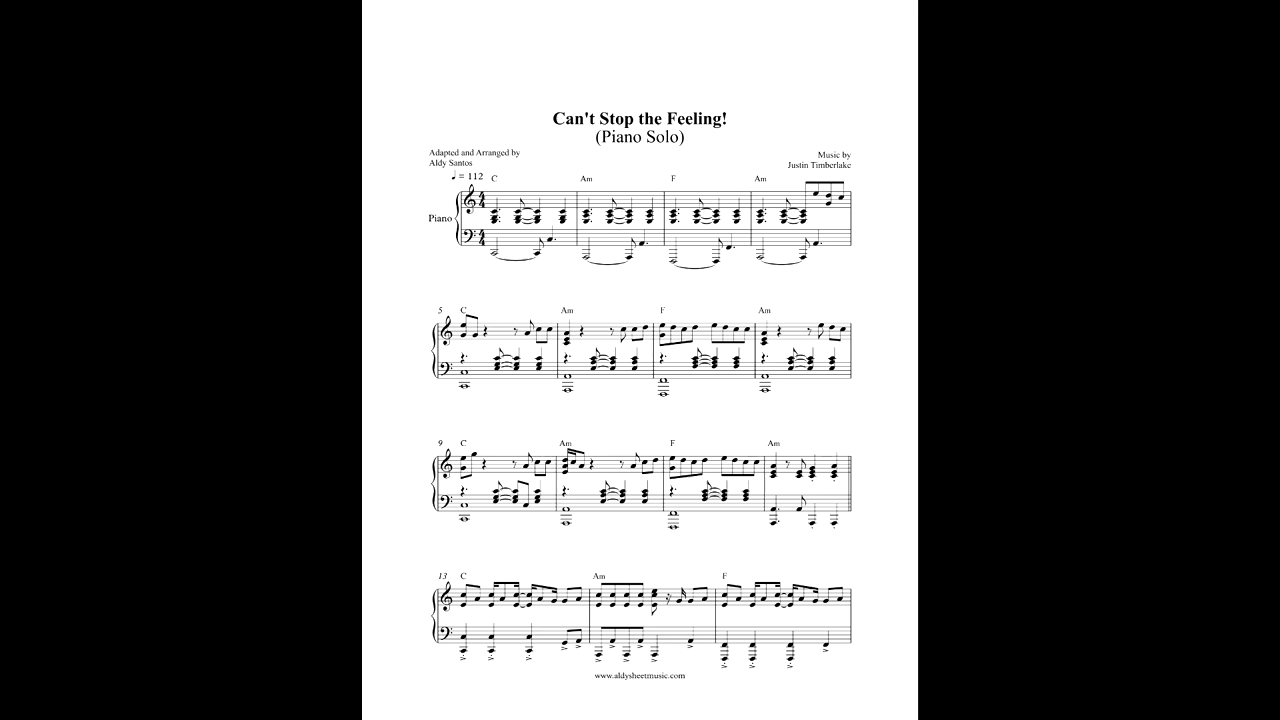 Can't Stop the Feeling!
(Piano Solo)
Adapted and Arranged by
Aldy Santos
Music by
Justin Timberlake
♩ = 112
C Am F Am
Piano
5 C Am F Am
9 C Am F Am
13 C Am F
www.aldysheetmusic.com